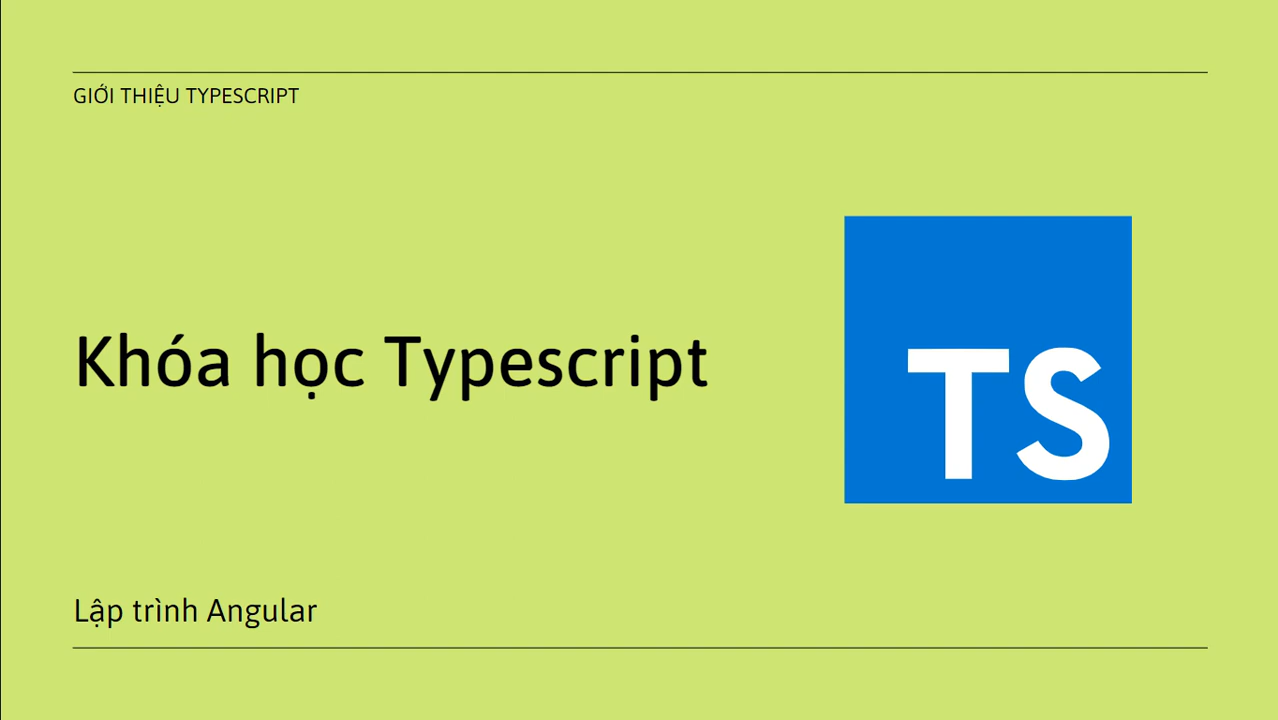 GIỚI THIỆU TYPESCRIPT
Khóa học Typescript
TS
Lập trình Angular